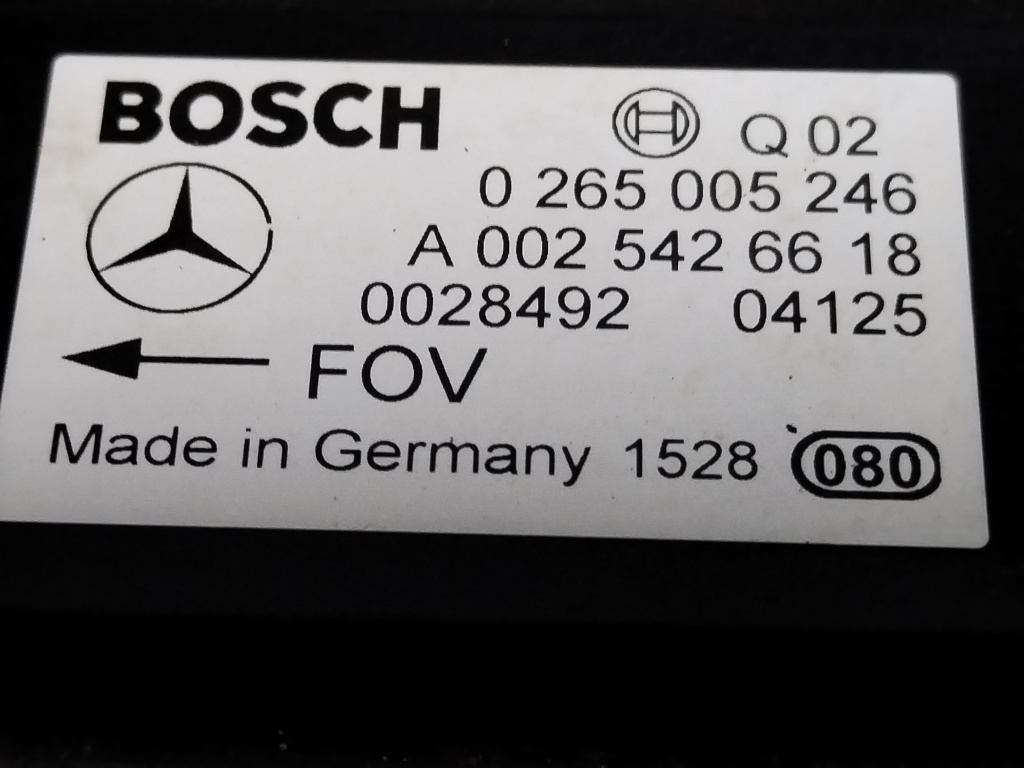 BOSCH Q 02
0 265 005 246
A 002 542 66 18
0028492 04125
FOV
Made in Germany 1528 080